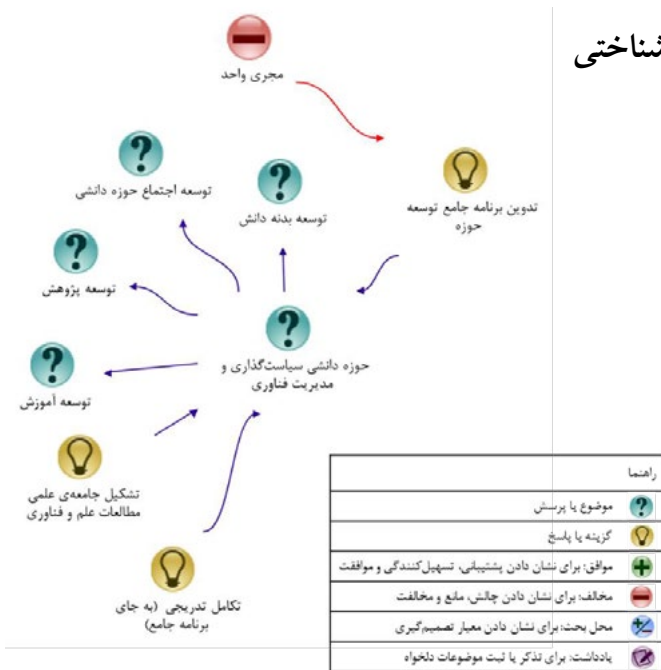 شناختی
مجری واحد
توسعه اجتماع حوزه دانشی
توسعه بدنه دانش
تدوین برنامه جامع توسعه
حوزه
توسعه پژوهش
حوزه دانشی سیاست‌گذاری و
مدیریت فناوری
توسعه آموزش
تشکیل جامعه‌ی علمی
مطالعات علم و فناوری
تکامل تدریجی (به جای
برنامه جامع)
راهنما
موضوع یا پرسش
گزینه یا پاسخ
موافق: برای نشان دادن پشتیبانی، تسهیل‌کنندگی و موافقت
مخالف: برای نشان دادن چالش، مانع و مخالفت
محل بحث: برای نشان دادن معیار تصمیم‌گیری
یادداشت: برای تذکر یا ثبت موضوعات دلخواه